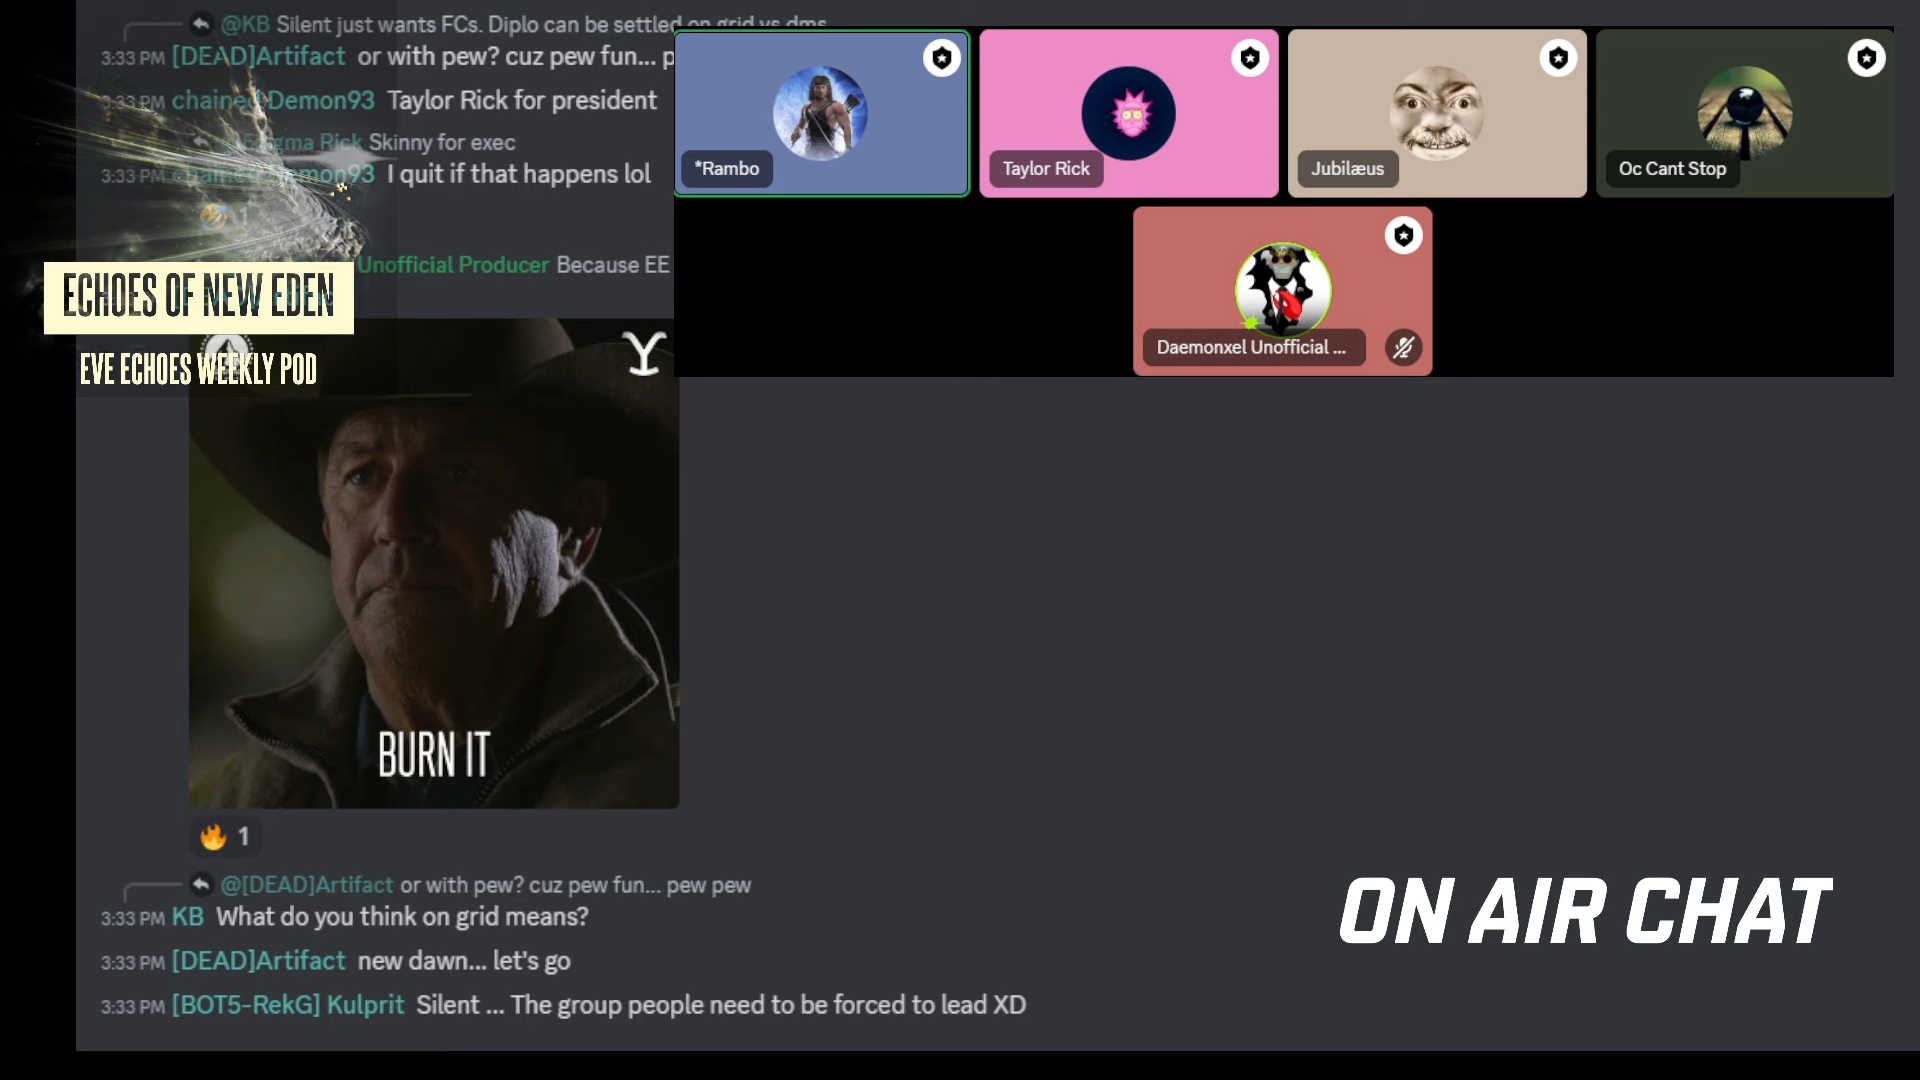 @KB Silent just wants FCs. Diplo can be settled on grid vs dms
3:33 PM [DEAD]Artifact or with pew? cuz pew fun... p
3:33 PM chained Demon93 Taylor Rick for president
@Enigma Rick Skinny for exec
3:33 PM chained Demon93 I quit if that happens lol
Unofficial Producer Because EE
ECHOES OF NEW EDEN
EVE ECHOES WEEKLY POD
*Rambo
Taylor Rick
Jubilæus
Oc Cant Stop
Daemonxel Unofficial ...
Y
BURN IT
1
@[DEAD]Artifact or with pew? cuz pew fun... pew pew
3:33 PM KB What do you think on grid means?
3:33 PM [DEAD]Artifact new dawn... let's go
3:33 PM [BOT5-RekG] Kulprit Silent ... The group people need to be forced to lead XD
ON AIR CHAT